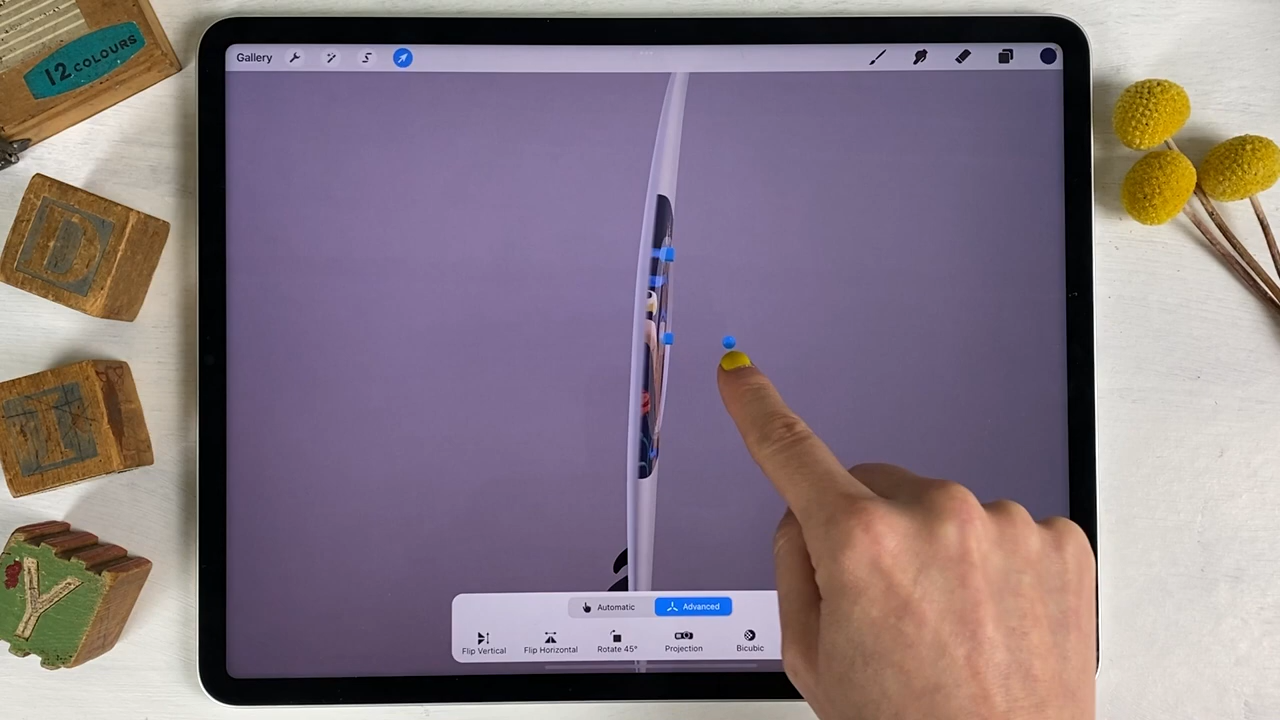 12 COLOURS
Gallery
D
I
Y
Automatic
Advanced
Flip Vertical
Flip Horizontal
Rotate 45°
Projection
Bicubic